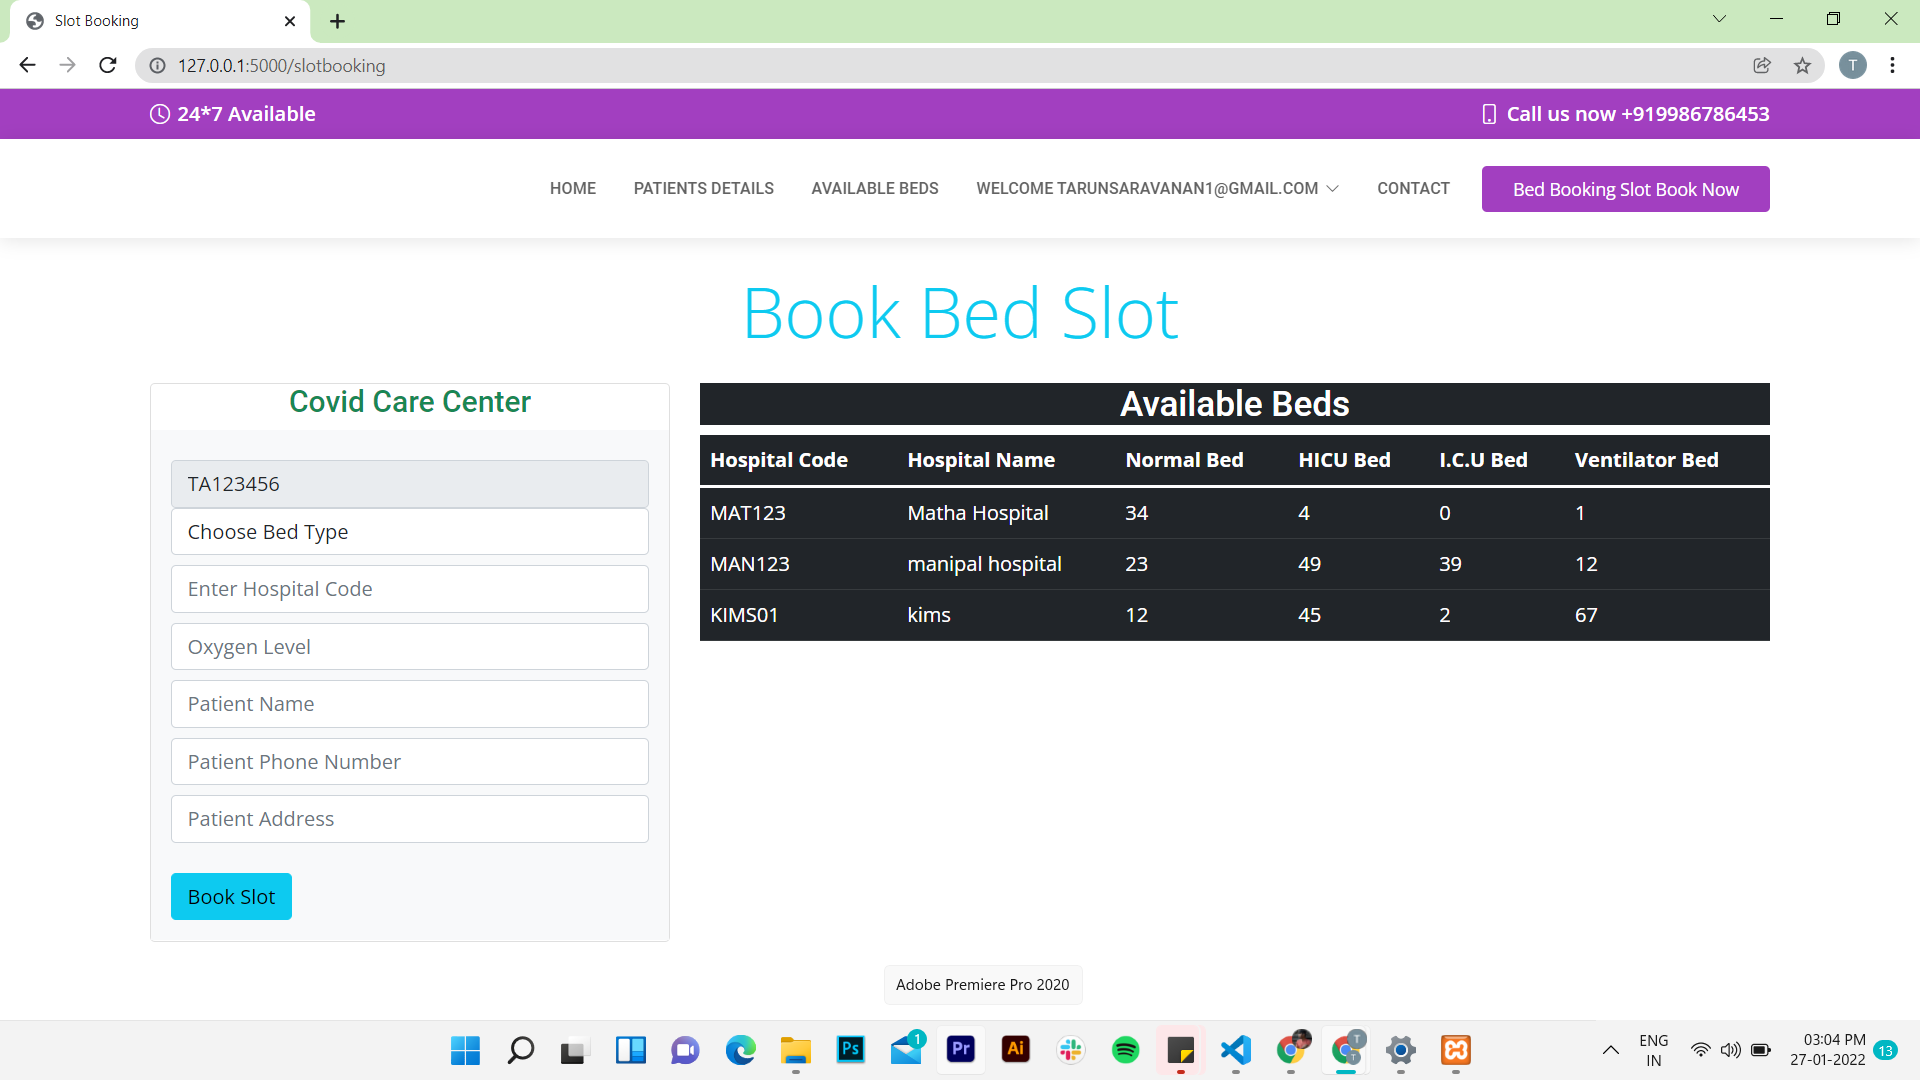 Slot Booking
127.0.0.1:5000/slotbooking
T
24*7 Available
Call us now +919986786453
HOME PATIENTS DETAILS AVAILABLE BEDS WELCOME TARUNSARAVANAN1@GMAIL.COM CONTACT Bed Booking Slot Book Now
Book Bed Slot
Covid Care Center
TA123456
Choose Bed Type
Enter Hospital Code
Oxygen Level
Patient Name
Patient Phone Number
Patient Address
Book Slot
Available Beds
Hospital Code Hospital Name Normal Bed HICU Bed I.C.U Bed Ventilator Bed
MAT123 Matha Hospital 34 4 0 1
MAN123 manipal hospital 23 49 39 12
KIMS01 kims 12 45 2 67
Adobe Premiere Pro 2020
Ps 1 Pr Ai T T
ENG
IN
03:04 PM
27-01-2022
13